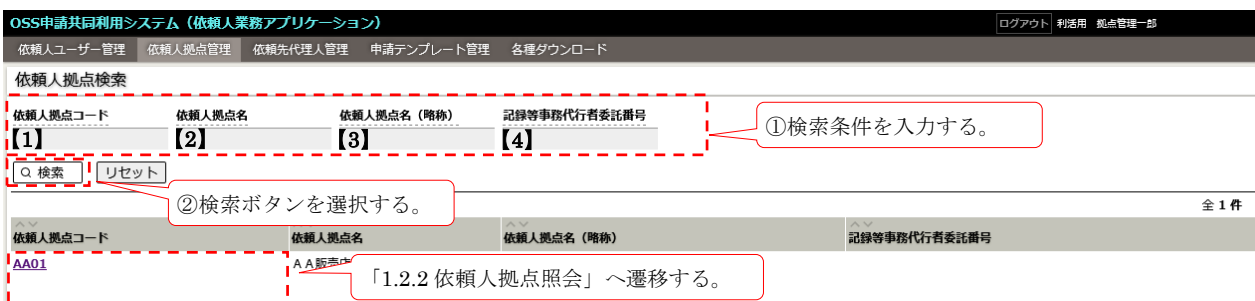 OSS申請共同利用システム（依頼人業務アプリケーション）
ログアウト 利活用 拠点管理一郎
依頼人ユーザー管理 依頼人拠点管理 依頼先代理人管理 申請テンプレート管理 各種ダウンロード
依頼人拠点検索
依頼人拠点コード 依頼人拠点名 依頼人拠点名（略称） 記録等事務代行者委託番号
【1】 【2】 【3】 【4】
①検索条件を入力する。
検索 リセット
②検索ボタンを選択する。
全 1 件
依頼人拠点コード 依頼人拠点名 依頼人拠点名（略称） 記録等事務代行者委託番号
AA01 ＡＡ販売店
「1.2.2 依頼人拠点照会」へ遷移する。